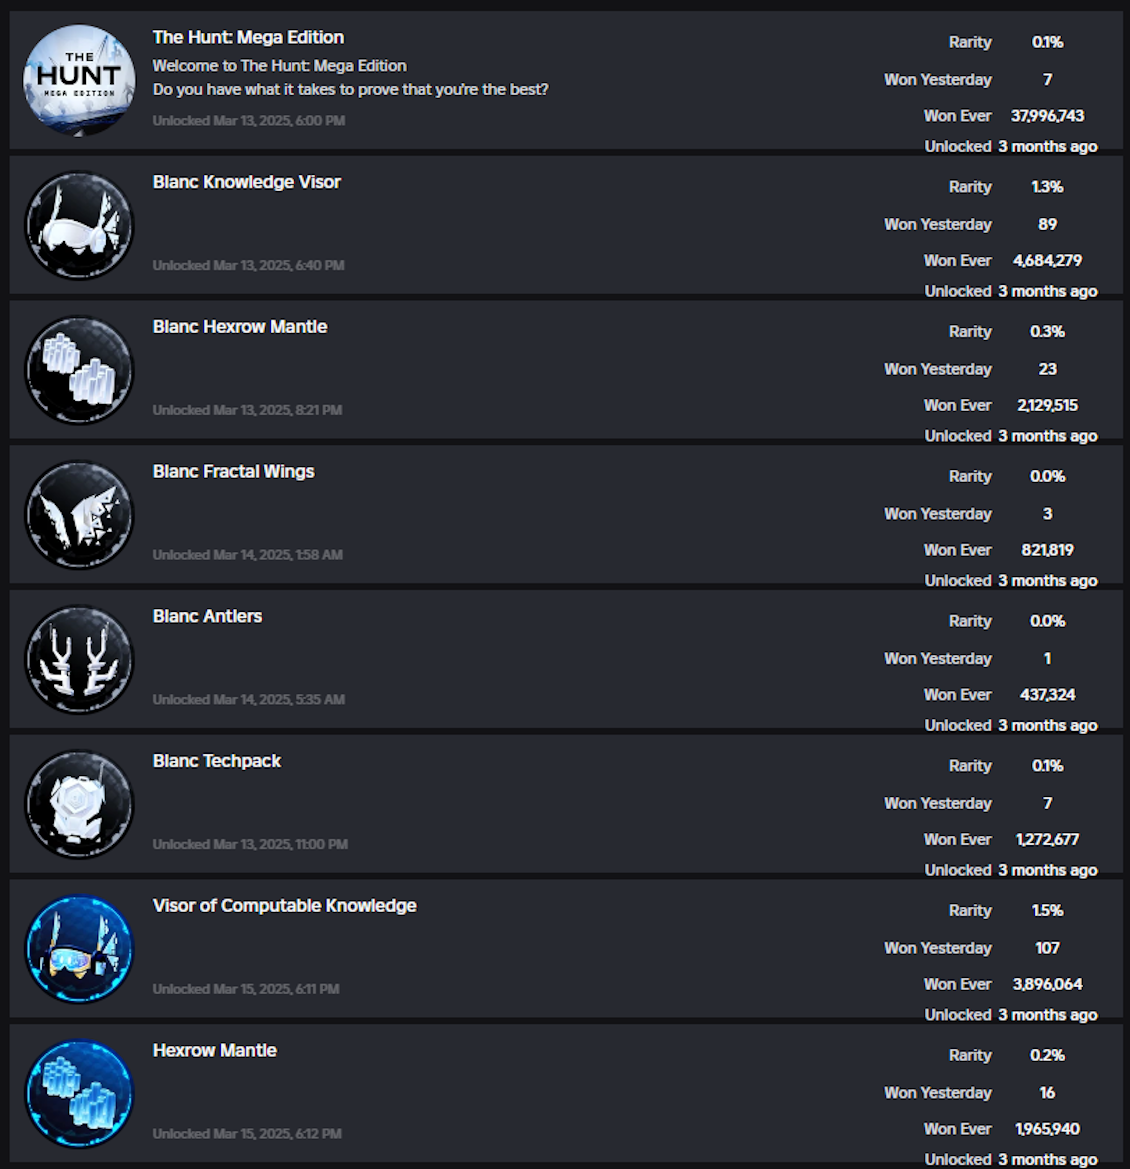 THE
HUNT
MEGA EDITION
The Hunt: Mega Edition
Welcome to The Hunt: Mega Edition
Do you have what it takes to prove that you're the best?
Unlocked Mar 13, 2025, 6:00 PM
Rarity 0.1%
Won Yesterday 7
Won Ever 37,996,743
Unlocked 3 months ago
Blanc Knowledge Visor
Unlocked Mar 13, 2025, 6:40 PM
Rarity 1.3%
Won Yesterday 89
Won Ever 4,684,279
Unlocked 3 months ago
Blanc Hexrow Mantle
Unlocked Mar 13, 2025, 8:21 PM
Rarity 0.3%
Won Yesterday 23
Won Ever 2,129,515
Unlocked 3 months ago
Blanc Fractal Wings
Unlocked Mar 14, 2025, 1:58 AM
Rarity 0.0%
Won Yesterday 3
Won Ever 821,819
Unlocked 3 months ago
Blanc Antlers
Unlocked Mar 14, 2025, 5:35 AM
Rarity 0.0%
Won Yesterday 1
Won Ever 437,324
Unlocked 3 months ago
Blanc Techpack
Unlocked Mar 13, 2025, 11:00 PM
Rarity 0.1%
Won Yesterday 7
Won Ever 1,272,677
Unlocked 3 months ago
Visor of Computable Knowledge
Unlocked Mar 15, 2025, 6:11 PM
Rarity 1.5%
Won Yesterday 107
Won Ever 3,896,064
Unlocked 3 months ago
Hexrow Mantle
Unlocked Mar 15, 2025, 6:12 PM
Rarity 0.2%
Won Yesterday 16
Won Ever 1,965,940
Unlocked 3 months ago